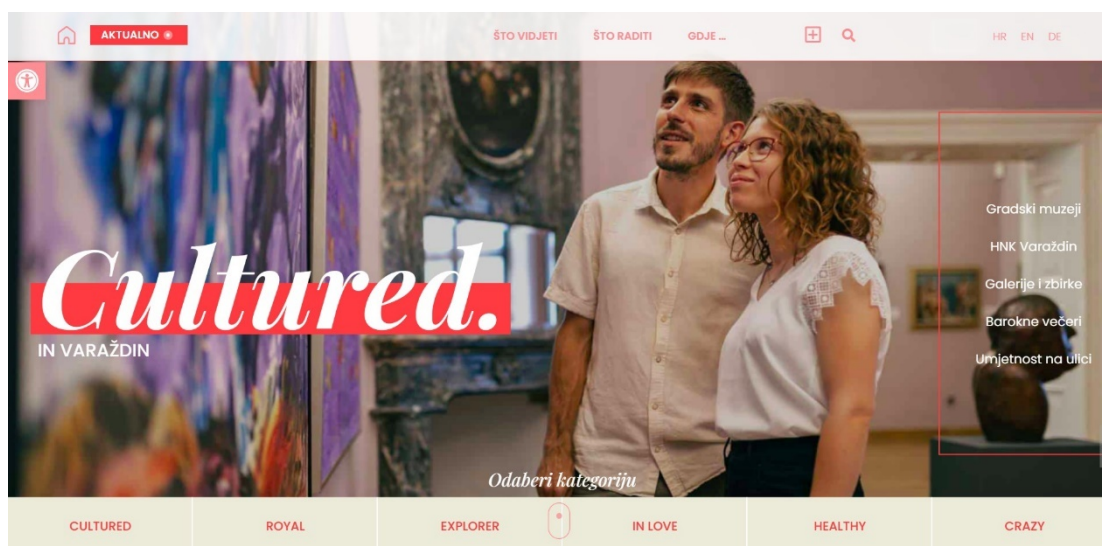 AKTUALNO
ŠTO VIDJETI ŠTO RADITI GDJE ...
HR EN DE
Cultured.
IN VARAŽDIN
Gradski muzeji
HNK Varaždin
Galerije i zbirke
Barokne večeri
Umjetnost na ulici
Odaberi kategoriju
CULTURED ROYAL EXPLORER IN LOVE HEALTHY CRAZY